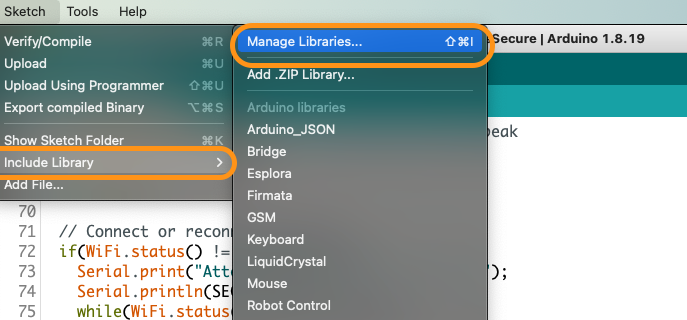 Sketch Tools Help
Secure | Arduino 1.8.19
Verify/Compile ⌘R
Upload ⌘U
Upload Using Programmer ⇧⌘U
Export compiled Binary ⌥⌘S
Show Sketch Folder ⌘K
Include Library >
Add File...
Manage Libraries... ⇧⌘I
Add .ZIP Library...
Arduino libraries
Arduino_JSON
Bridge
Esplora
Firmata
GSM
Keyboard
LiquidCrystal
Mouse
Robot Control
peak
70
71 // Connect or recon
72 if(WiFi.status() !=
73 Serial.print("Atte ");
74 Serial.println(SEC
75 while(WiFi.status